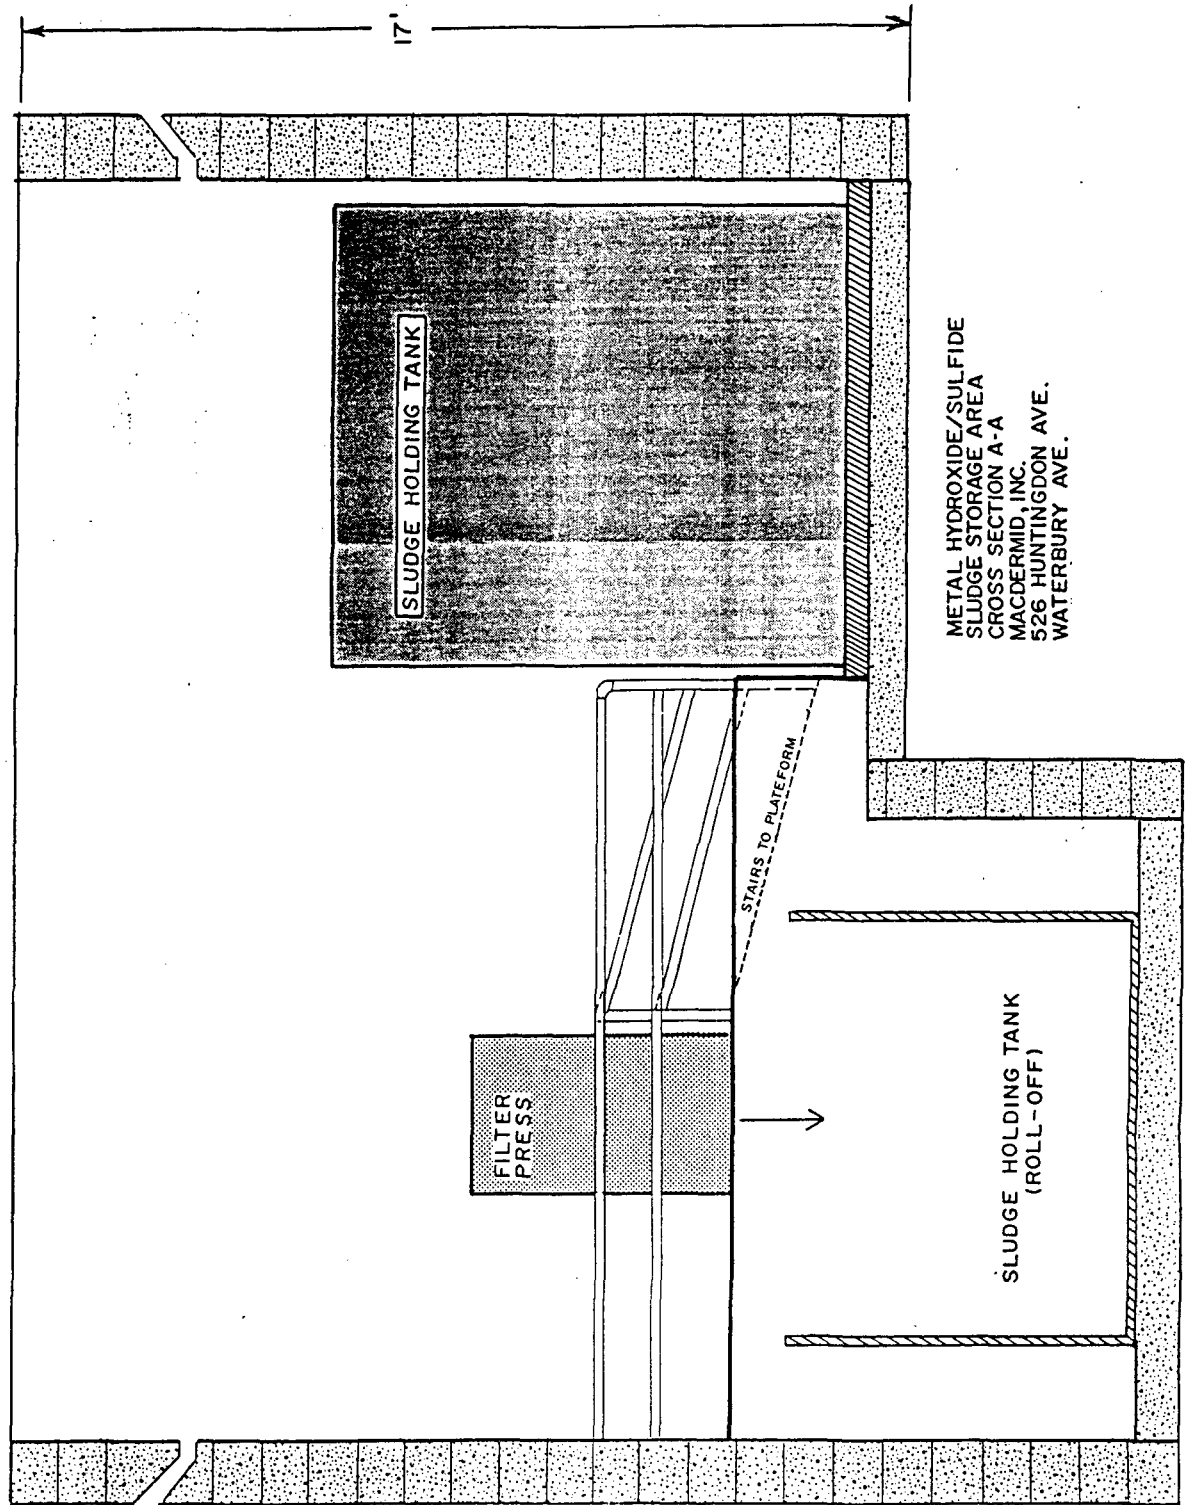 17'
SLUDGE HOLDING TANK
FILTER
PRESS
STAIRS TO PLATEFORM
SLUDGE HOLDING TANK
(ROLL-OFF)
METAL HYDROXIDE/SULFIDE
SLUDGE STORAGE AREA
CROSS SECTION A-A
MACDERMID, INC.
526 HUNTINGDON AVE.
WATERBURY AVE.